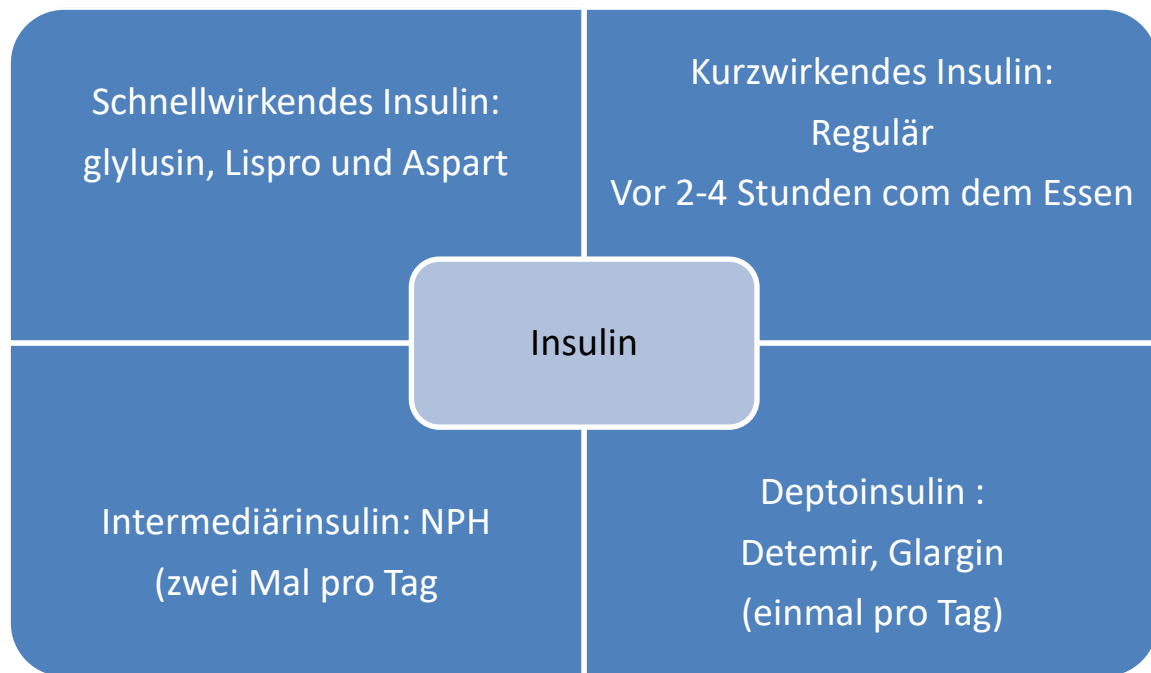 Schnellwirkendes Insulin:
glylusin, Lispro und Aspart
Kurzwirkendes Insulin:
Regulär
Vor 2-4 Stunden com dem Essen
Insulin
Intermediärinsulin: NPH
(zwei Mal pro Tag
Deptoinsulin :
Detemir, Glargin
(einmal pro Tag)